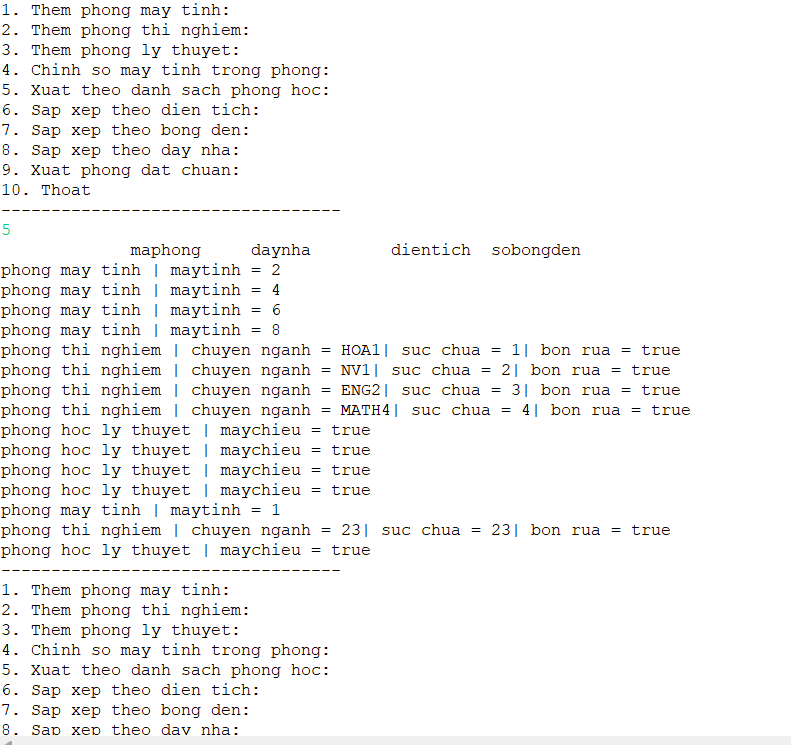 1. Them phong may tinh:
2. Them phong thi nghiem:
3. Them phong ly thuyet:
4. Chinh so may tinh trong phong:
5. Xuat theo danh sach phong hoc:
6. Sap xep theo dien tich:
7. Sap xep theo bong den:
8. Sap xep theo day nha:
9. Xuat phong dat chuan:
10. Thoat
----------------------------------
5
maphong daynha dientich sobongden
phong may tinh | maytinh = 2
phong may tinh | maytinh = 4
phong may tinh | maytinh = 6
phong may tinh | maytinh = 8
phong thi nghiem | chuyen nganh = HOA1| suc chua = 1| bon rua = true
phong thi nghiem | chuyen nganh = NV1| suc chua = 2| bon rua = true
phong thi nghiem | chuyen nganh = ENG2| suc chua = 3| bon rua = true
phong thi nghiem | chuyen nganh = MATH4| suc chua = 4| bon rua = true
phong hoc ly thuyet | maychieu = true
phong hoc ly thuyet | maychieu = true
phong hoc ly thuyet | maychieu = true
phong hoc ly thuyet | maychieu = true
phong may tinh | maytinh = 1
phong thi nghiem | chuyen nganh = 23| suc chua = 23| bon rua = true
phong hoc ly thuyet | maychieu = true
----------------------------------
1. Them phong may tinh:
2. Them phong thi nghiem:
3. Them phong ly thuyet:
4. Chinh so may tinh trong phong:
5. Xuat theo danh sach phong hoc:
6. Sap xep theo dien tich:
7. Sap xep theo bong den:
8. Sap xep theo day nha: